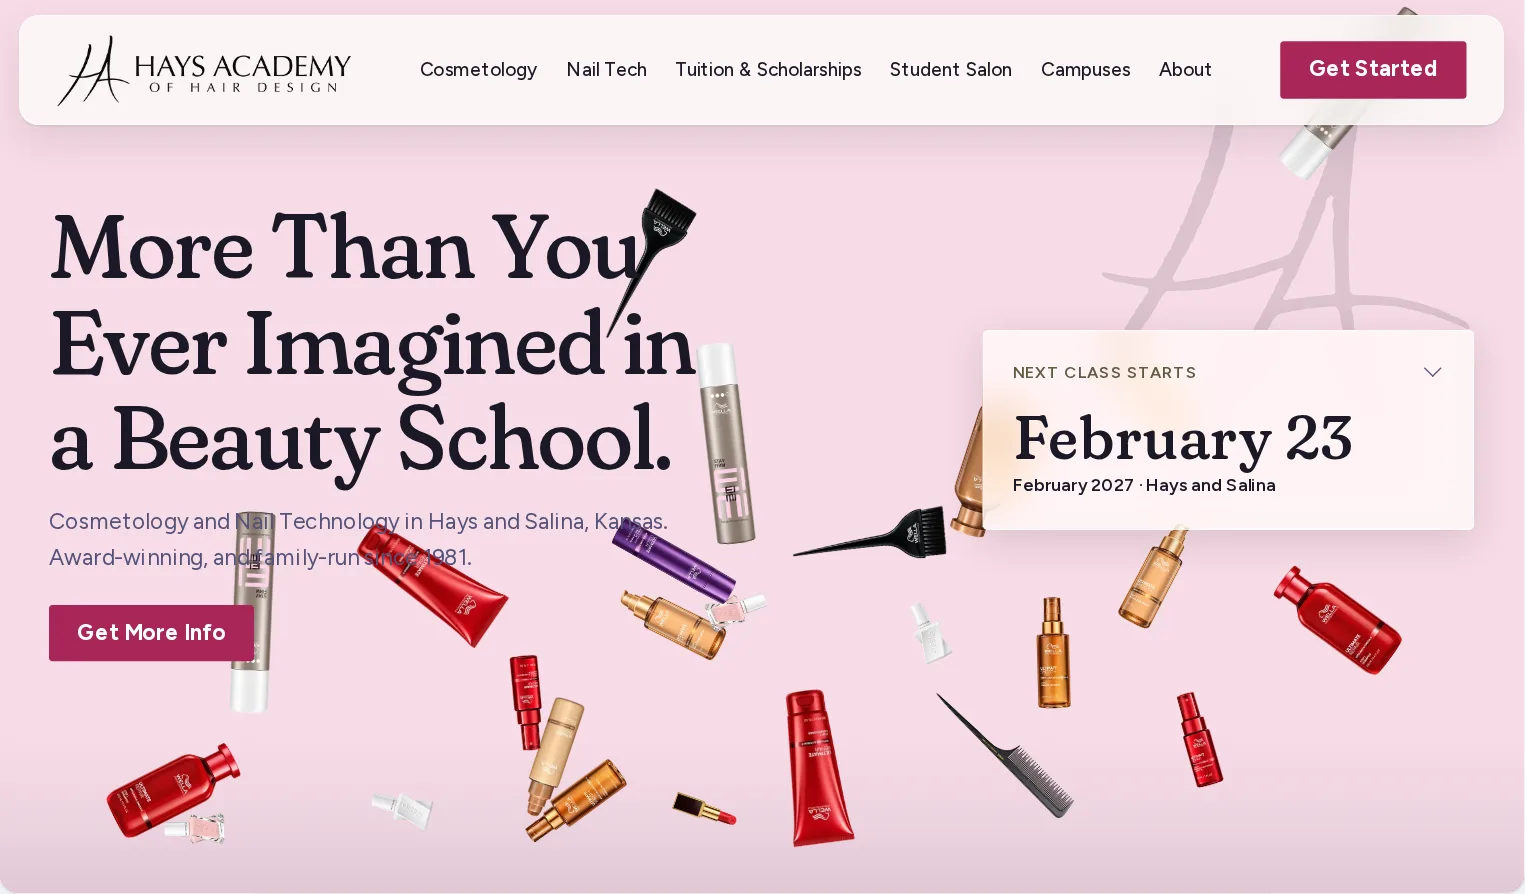 HAYS ACADEMY
OF HAIR DESIGN
Cosmetology
Nail Tech
Tuition & Scholarships
Student Salon
Campuses
About
Get Started
More Than You
Ever Imagined in
a Beauty School.
Cosmetology and Nail Technology in Hays and Salina, Kansas.
Award-winning, and family-run since 1981.
Get More Info
NEXT CLASS STARTS
February 23
February 2027 · Hays and Salina